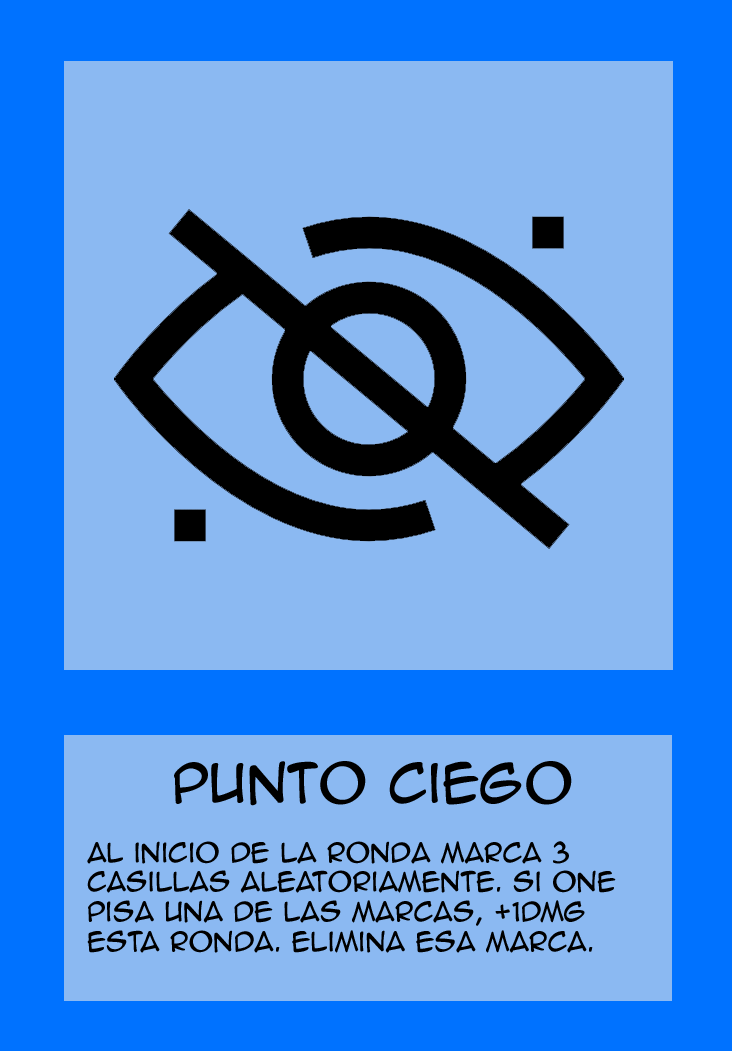 PUNTO CIEGO
AL INICIO DE LA RONDA MARCA 3
CASILLAS ALEATORIAMENTE. SI ONE
PISA UNA DE LAS MARCAS, +1DMG
ESTA RONDA. ELIMINA ESA MARCA.